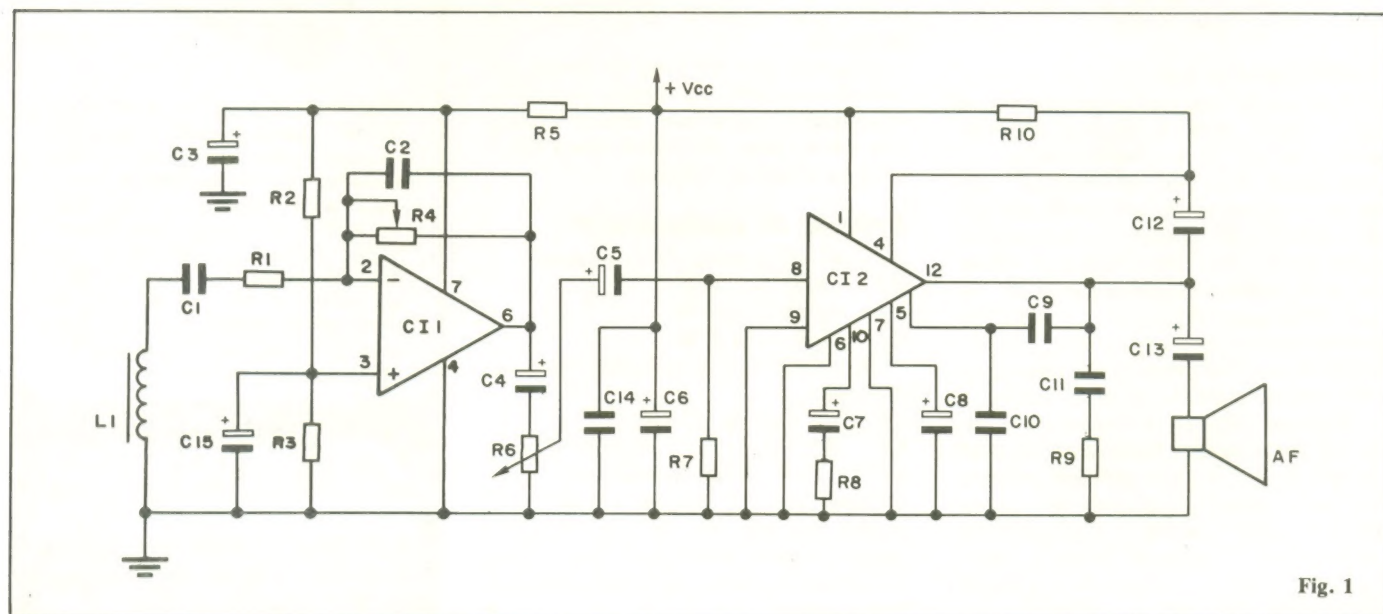 + Vcc
R5
R10
C3
+
C2
R2
R4
+
C12
C5
1
4
R1
2
-
7
+
8
CI2
12
C1
CI1
6
9
5
C9
+
6
10
7
C13
3
+
4
+
C4
+
C14
+
C6
+
C7
+
C8
C11
L1
C15
R3
R6
R7
C10
R8
R9
AF
Fig. 1